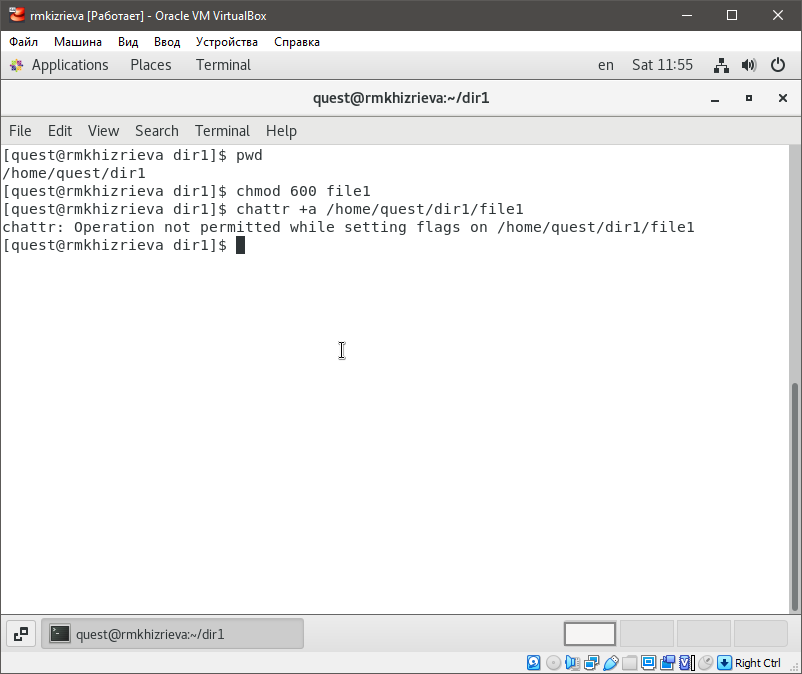 rmkizrieva [Работает] - Oracle VM VirtualBox
Файл Машина Вид Ввод Устройства Справка
Applications Places Terminal en Sat 11:55
quest@rmkhizrieva:~/dir1
File Edit View Search Terminal Help
[quest@rmkhizrieva dir1]$ pwd
/home/quest/dir1
[quest@rmkhizrieva dir1]$ chmod 600 file1
[quest@rmkhizrieva dir1]$ chattr +a /home/quest/dir1/file1
chattr: Operation not permitted while setting flags on /home/quest/dir1/file1
[quest@rmkhizrieva dir1]$
quest@rmkhizrieva:~/dir1
Right Ctrl